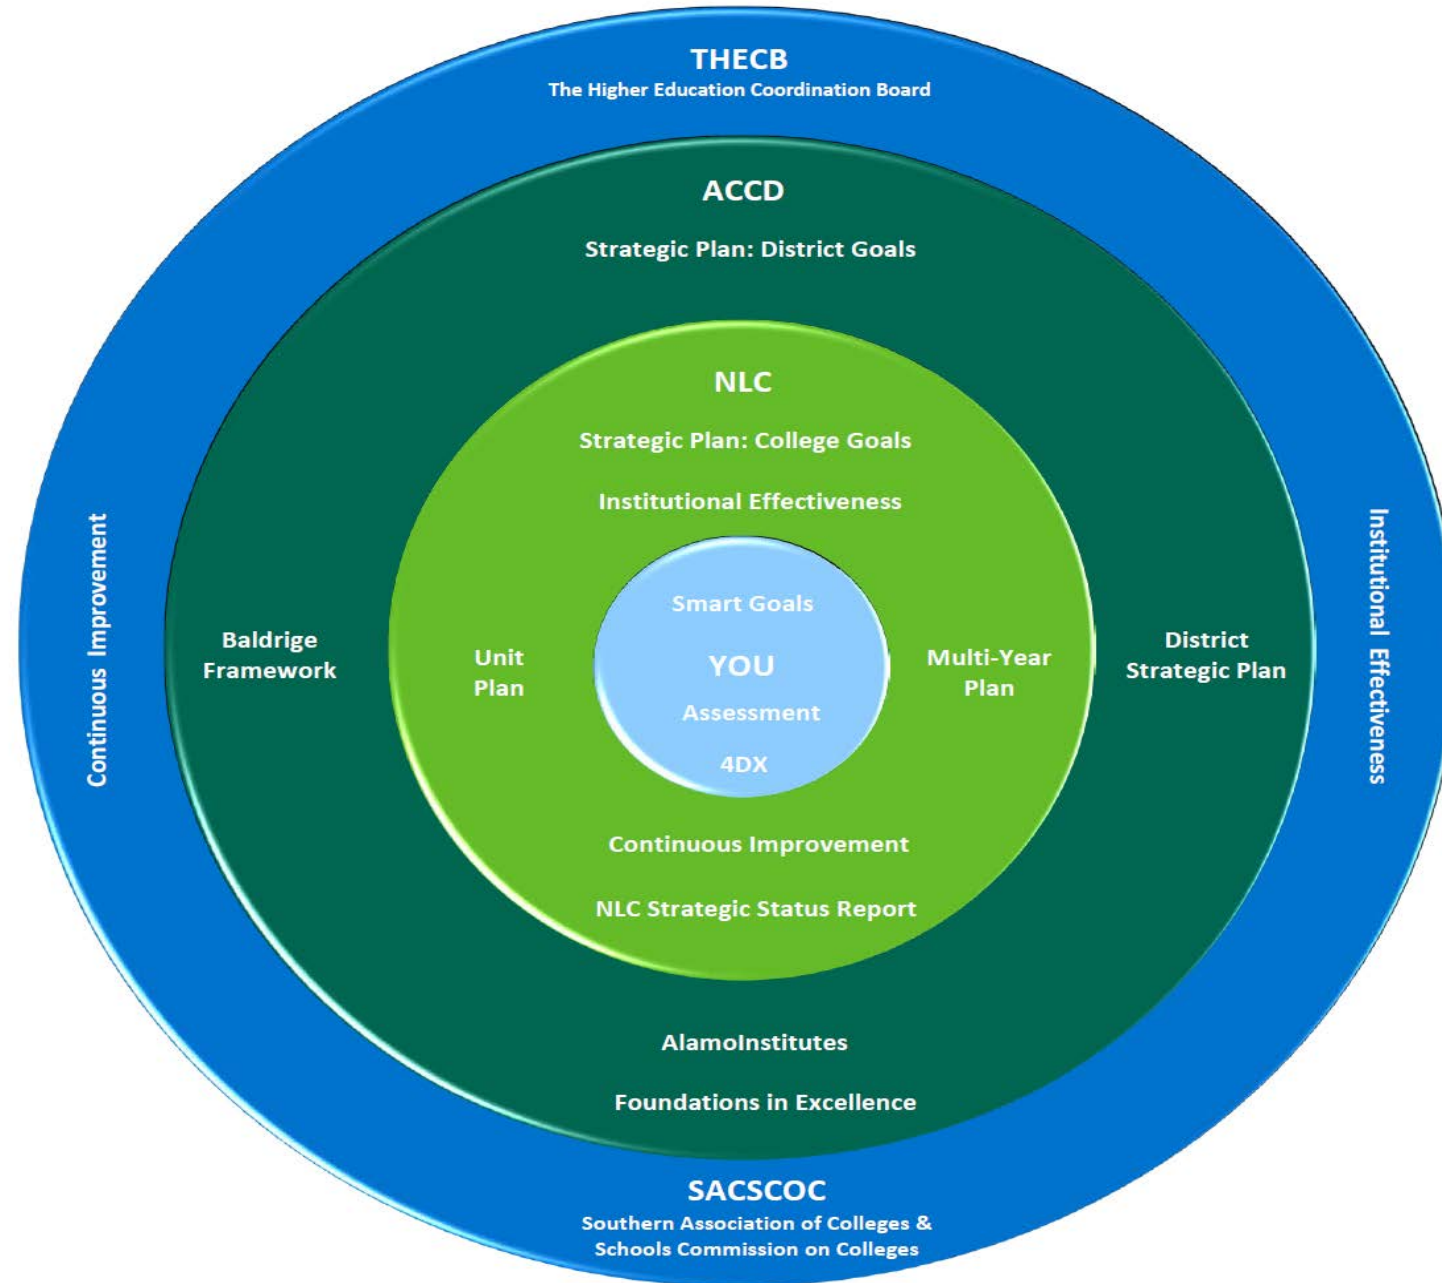 THECB
The Higher Education Coordination Board
ACCD
Strategic Plan: District Goals
NLC
Strategic Plan: College Goals
Institutional Effectiveness
Continuous Improvement
Baldrige
Framework
Unit
Plan
Smart Goals
YOU
Assessment
4DX
Multi-Year
Plan
District
Strategic Plan
Institutional Effectiveness
Continuous Improvement
NLC Strategic Status Report
AlamoInstitutes
Foundations in Excellence
SACSCOC
Southern Association of Colleges &
Schools Commission on Colleges